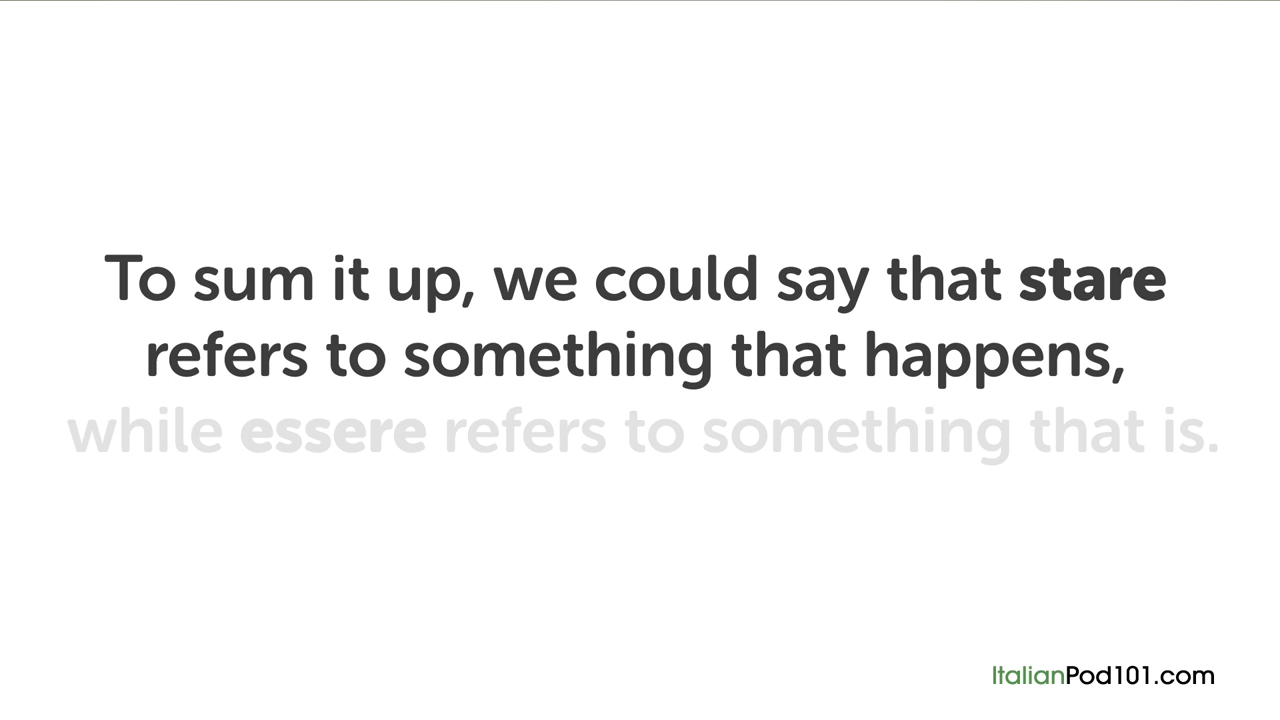 To sum it up, we could say that stare
refers to something that happens,
while essere refers to something that is.
ItalianPod101.com